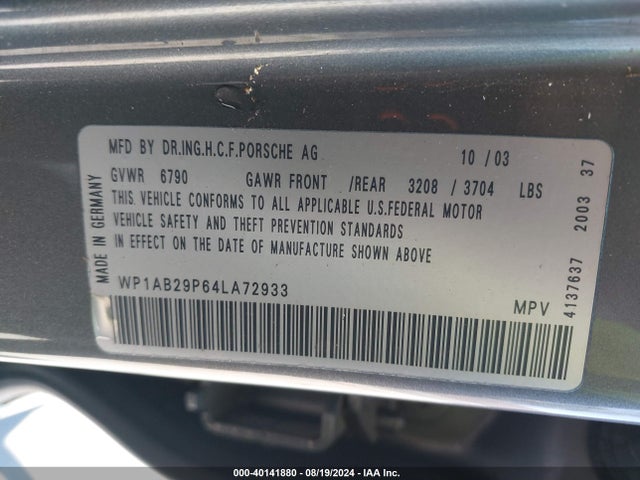 MFD BY DR.ING.H.C.F.PORSCHE AG 10 / 03
GVWR 6790 GAWR FRONT /REAR 3208 / 3704 LBS
THIS VEHICLE CONFORMS TO ALL APPLICABLE U.S.FEDERAL MOTOR
VEHICLE SAFETY AND THEFT PREVENTION STANDARDS
IN EFFECT ON THE DATE OF MANUFACTURE SHOWN ABOVE
WP1AB29P64LA72933
MPV
MADE IN GERMANY
4137637 2003 37
000-40141880 - 08/19/2024 - IAA Inc.